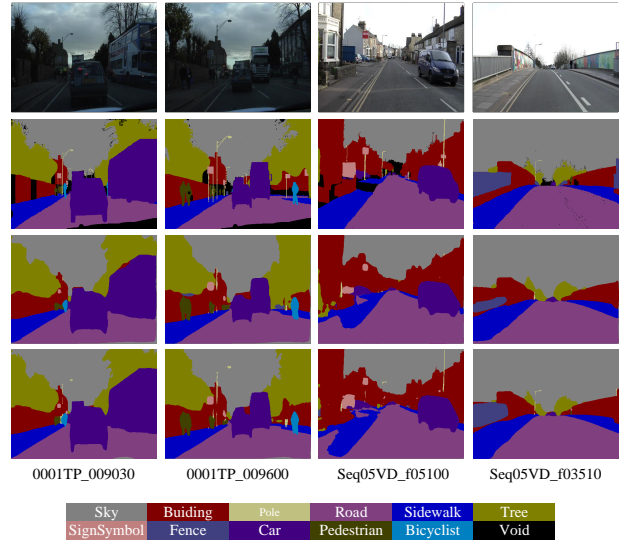 0001TP_009030 0001TP_009600 Seq05VD_f05100 Seq05VD_f03510
Sky Buiding Pole Road Sidewalk Tree
SignSymbol Fence Car Pedestrian Bicyclist Void